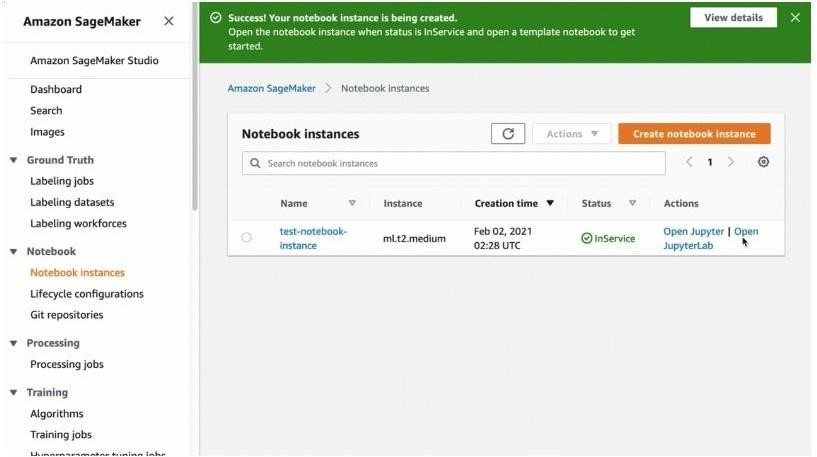 Amazon SageMaker
Amazon SageMaker Studio
Dashboard
Search
Images
Ground Truth
Labeling jobs
Labeling datasets
Labeling workforces
Notebook
Notebook instances
Lifecycle configurations
Git repositories
Processing
Processing jobs
Training
Algorithms
Training jobs
Hyperparameter tuning jobs
Success! Your notebook instance is being created.
Open the notebook instance when status is InService and open a template notebook to get
started.
View details
Amazon SageMaker > Notebook instances
Notebook instances
Actions
Create notebook instance
Search notebook instances
1
Name Instance Creation time Status Actions
test-notebook-
instance
ml.t2.medium
Feb 02, 2021
02:28 UTC
InService
Open Jupyter | Open
JupyterLab